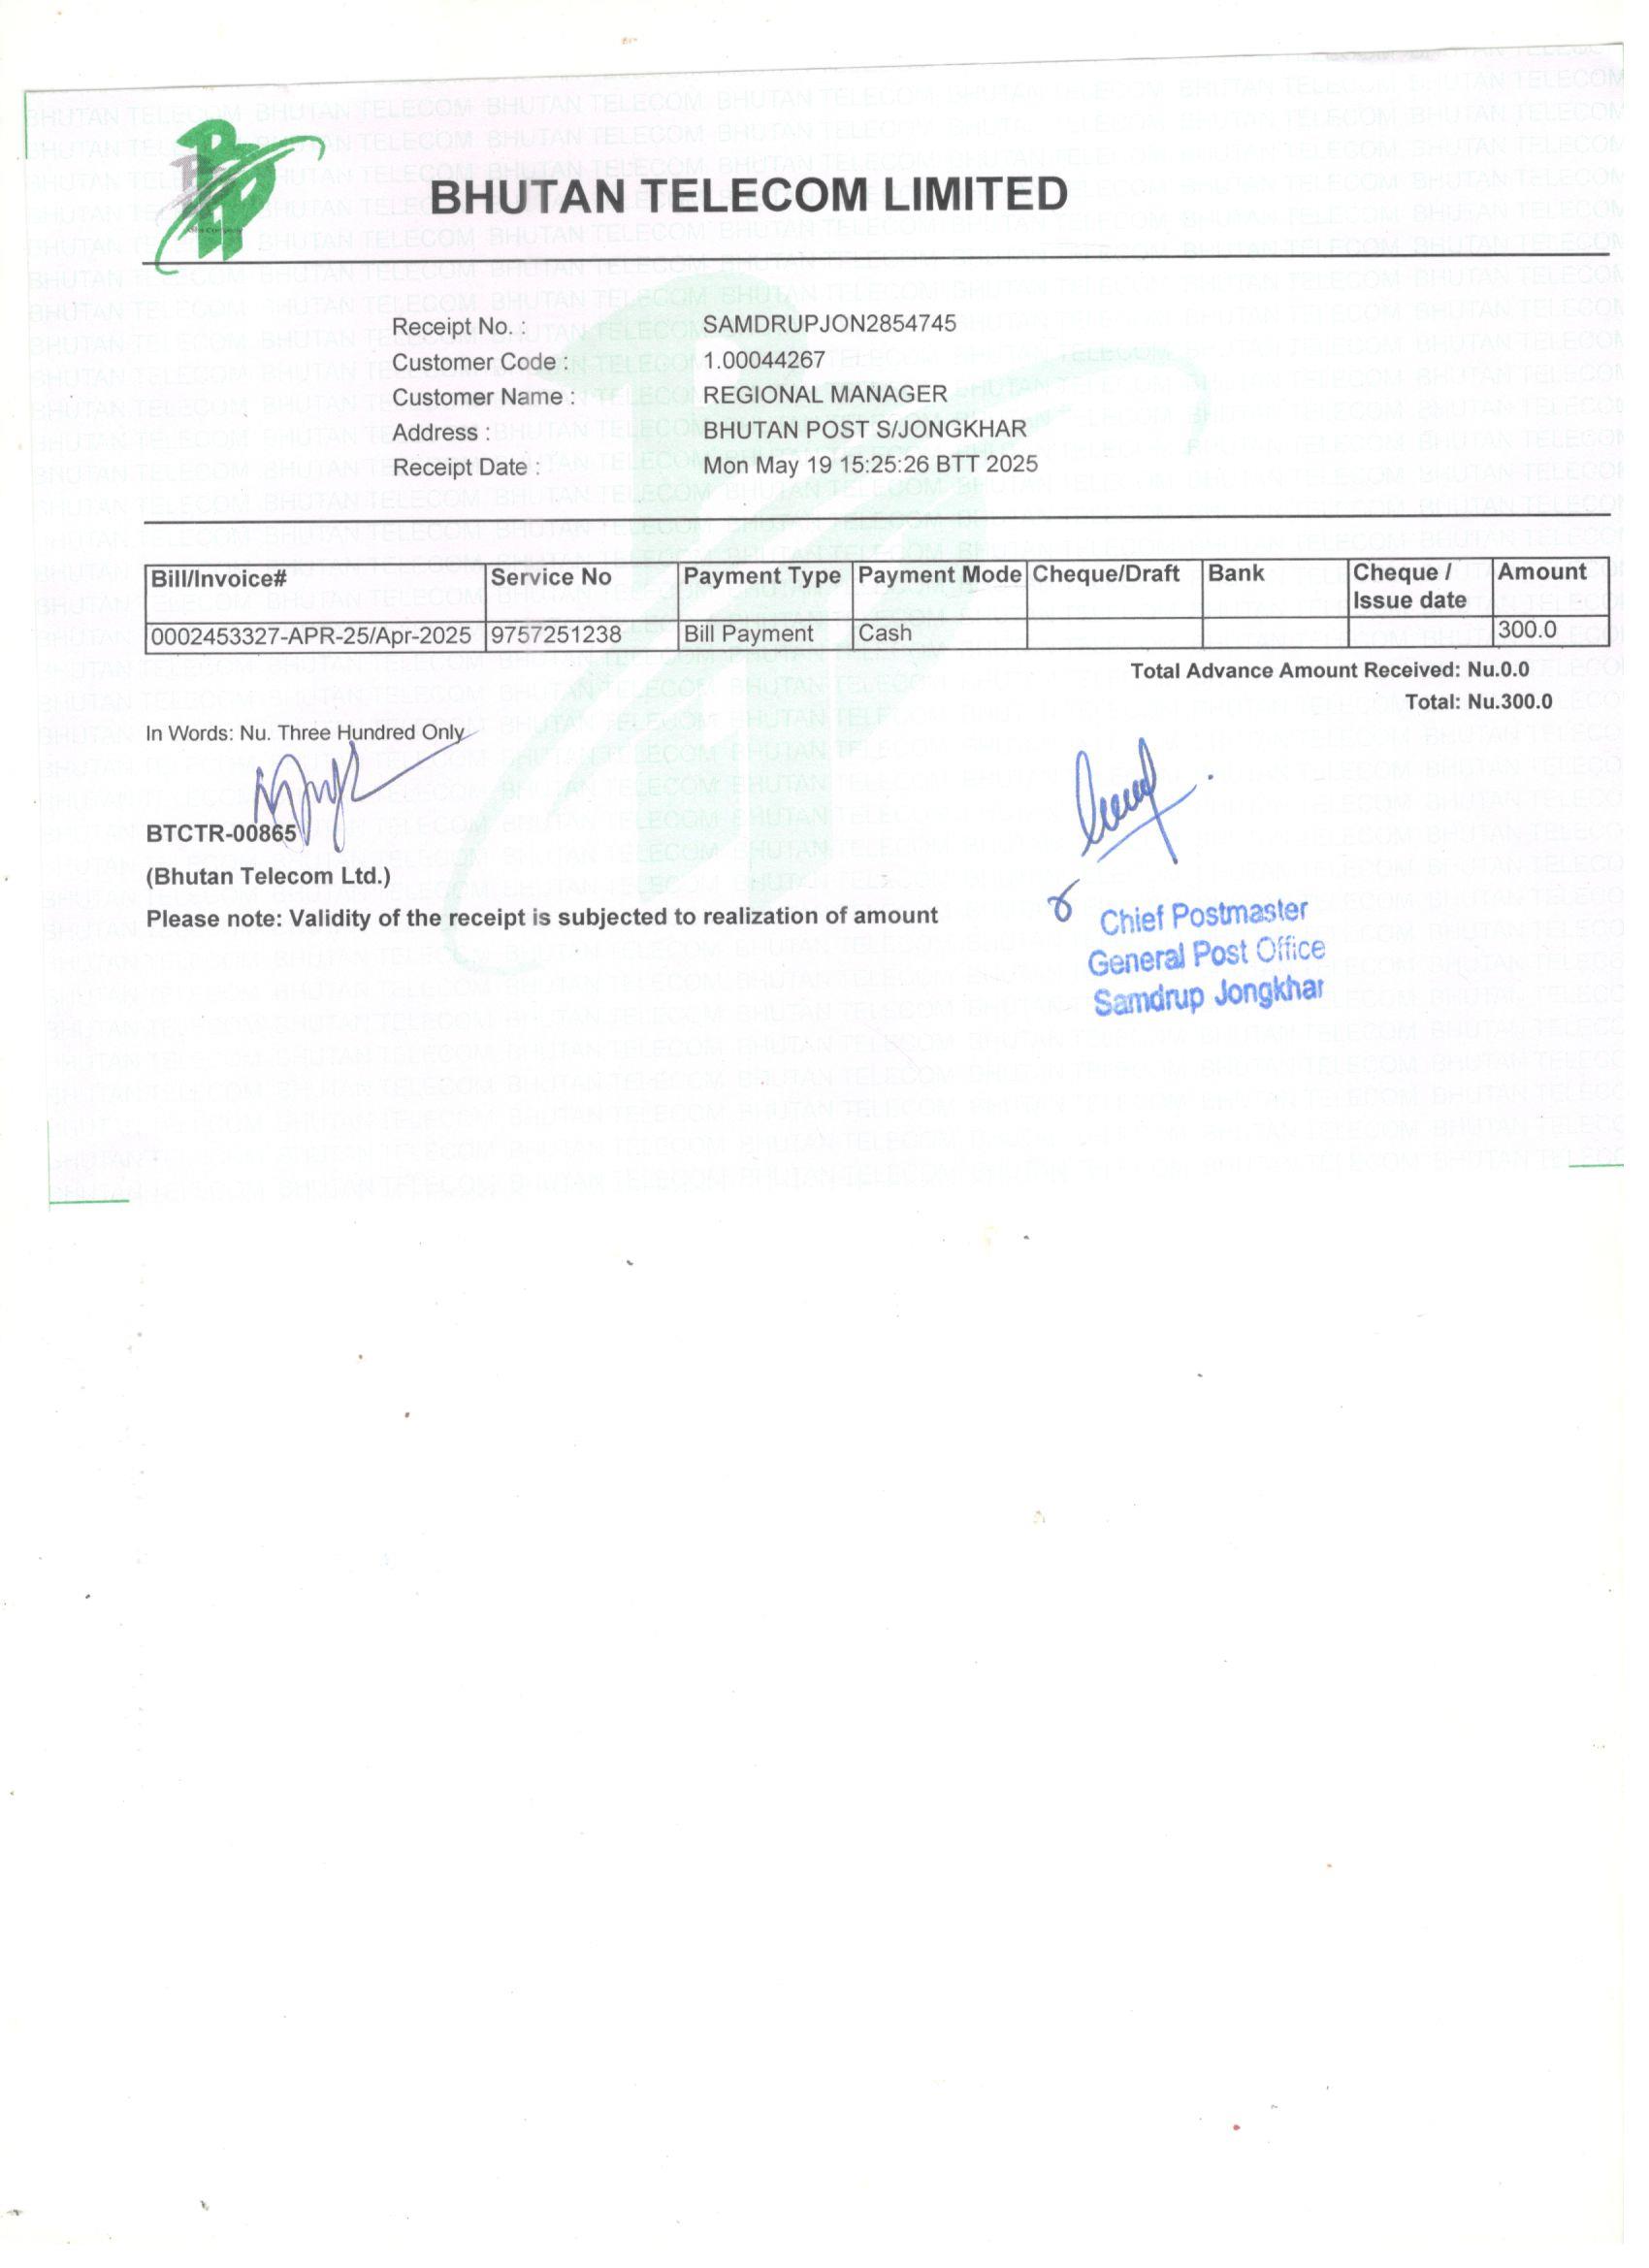 BHUTAN TELECOM LIMITED
Receipt No. : SAMDRUPJON2854745
Customer Code : 1.00044267
Customer Name : REGIONAL MANAGER
Address : BHUTAN POST S/JONGKHAR
Receipt Date : Mon May 19 15:25:26 BTT 2025
Bill/Invoice# Service No Payment Type Payment Mode Cheque/Draft Bank Cheque / Issue date Amount
0002453327-APR-25/Apr-2025 9757251238 Bill Payment Cash 300.0
Total Advance Amount Received: Nu.0.0
Total: Nu.300.0
In Words: Nu. Three Hundred Only
BTCTR-00865
(Bhutan Telecom Ltd.)
Please note: Validity of the receipt is subjected to realization of amount
Chief Postmaster
General Post Office
Samdrup Jongkhar